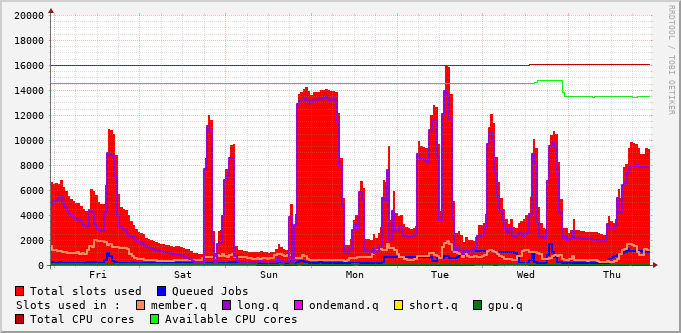 20000
18000
16000
14000
12000
10000
8000
6000
4000
2000
0
Fri Sat Sun Mon Tue Wed Thu
Total slots used Queued Jobs
Slots used in : member.q long.q ondemand.q short.q gpu.q
Total CPU cores Available CPU cores
RRDTOOL / TOBI OETIKER